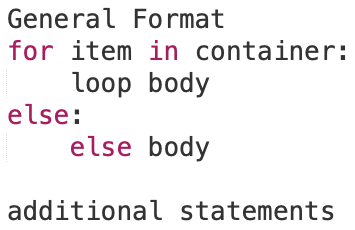 General Format
for item in container:
    loop body
else:
    else body

additional statements